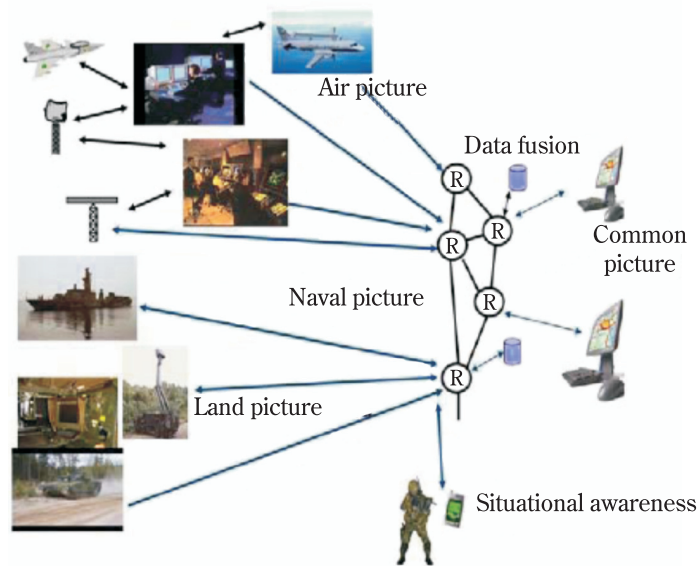 Air picture
Data fusion
R
R
R
Common
picture
Naval picture
R
R
Land picture
Situational awareness